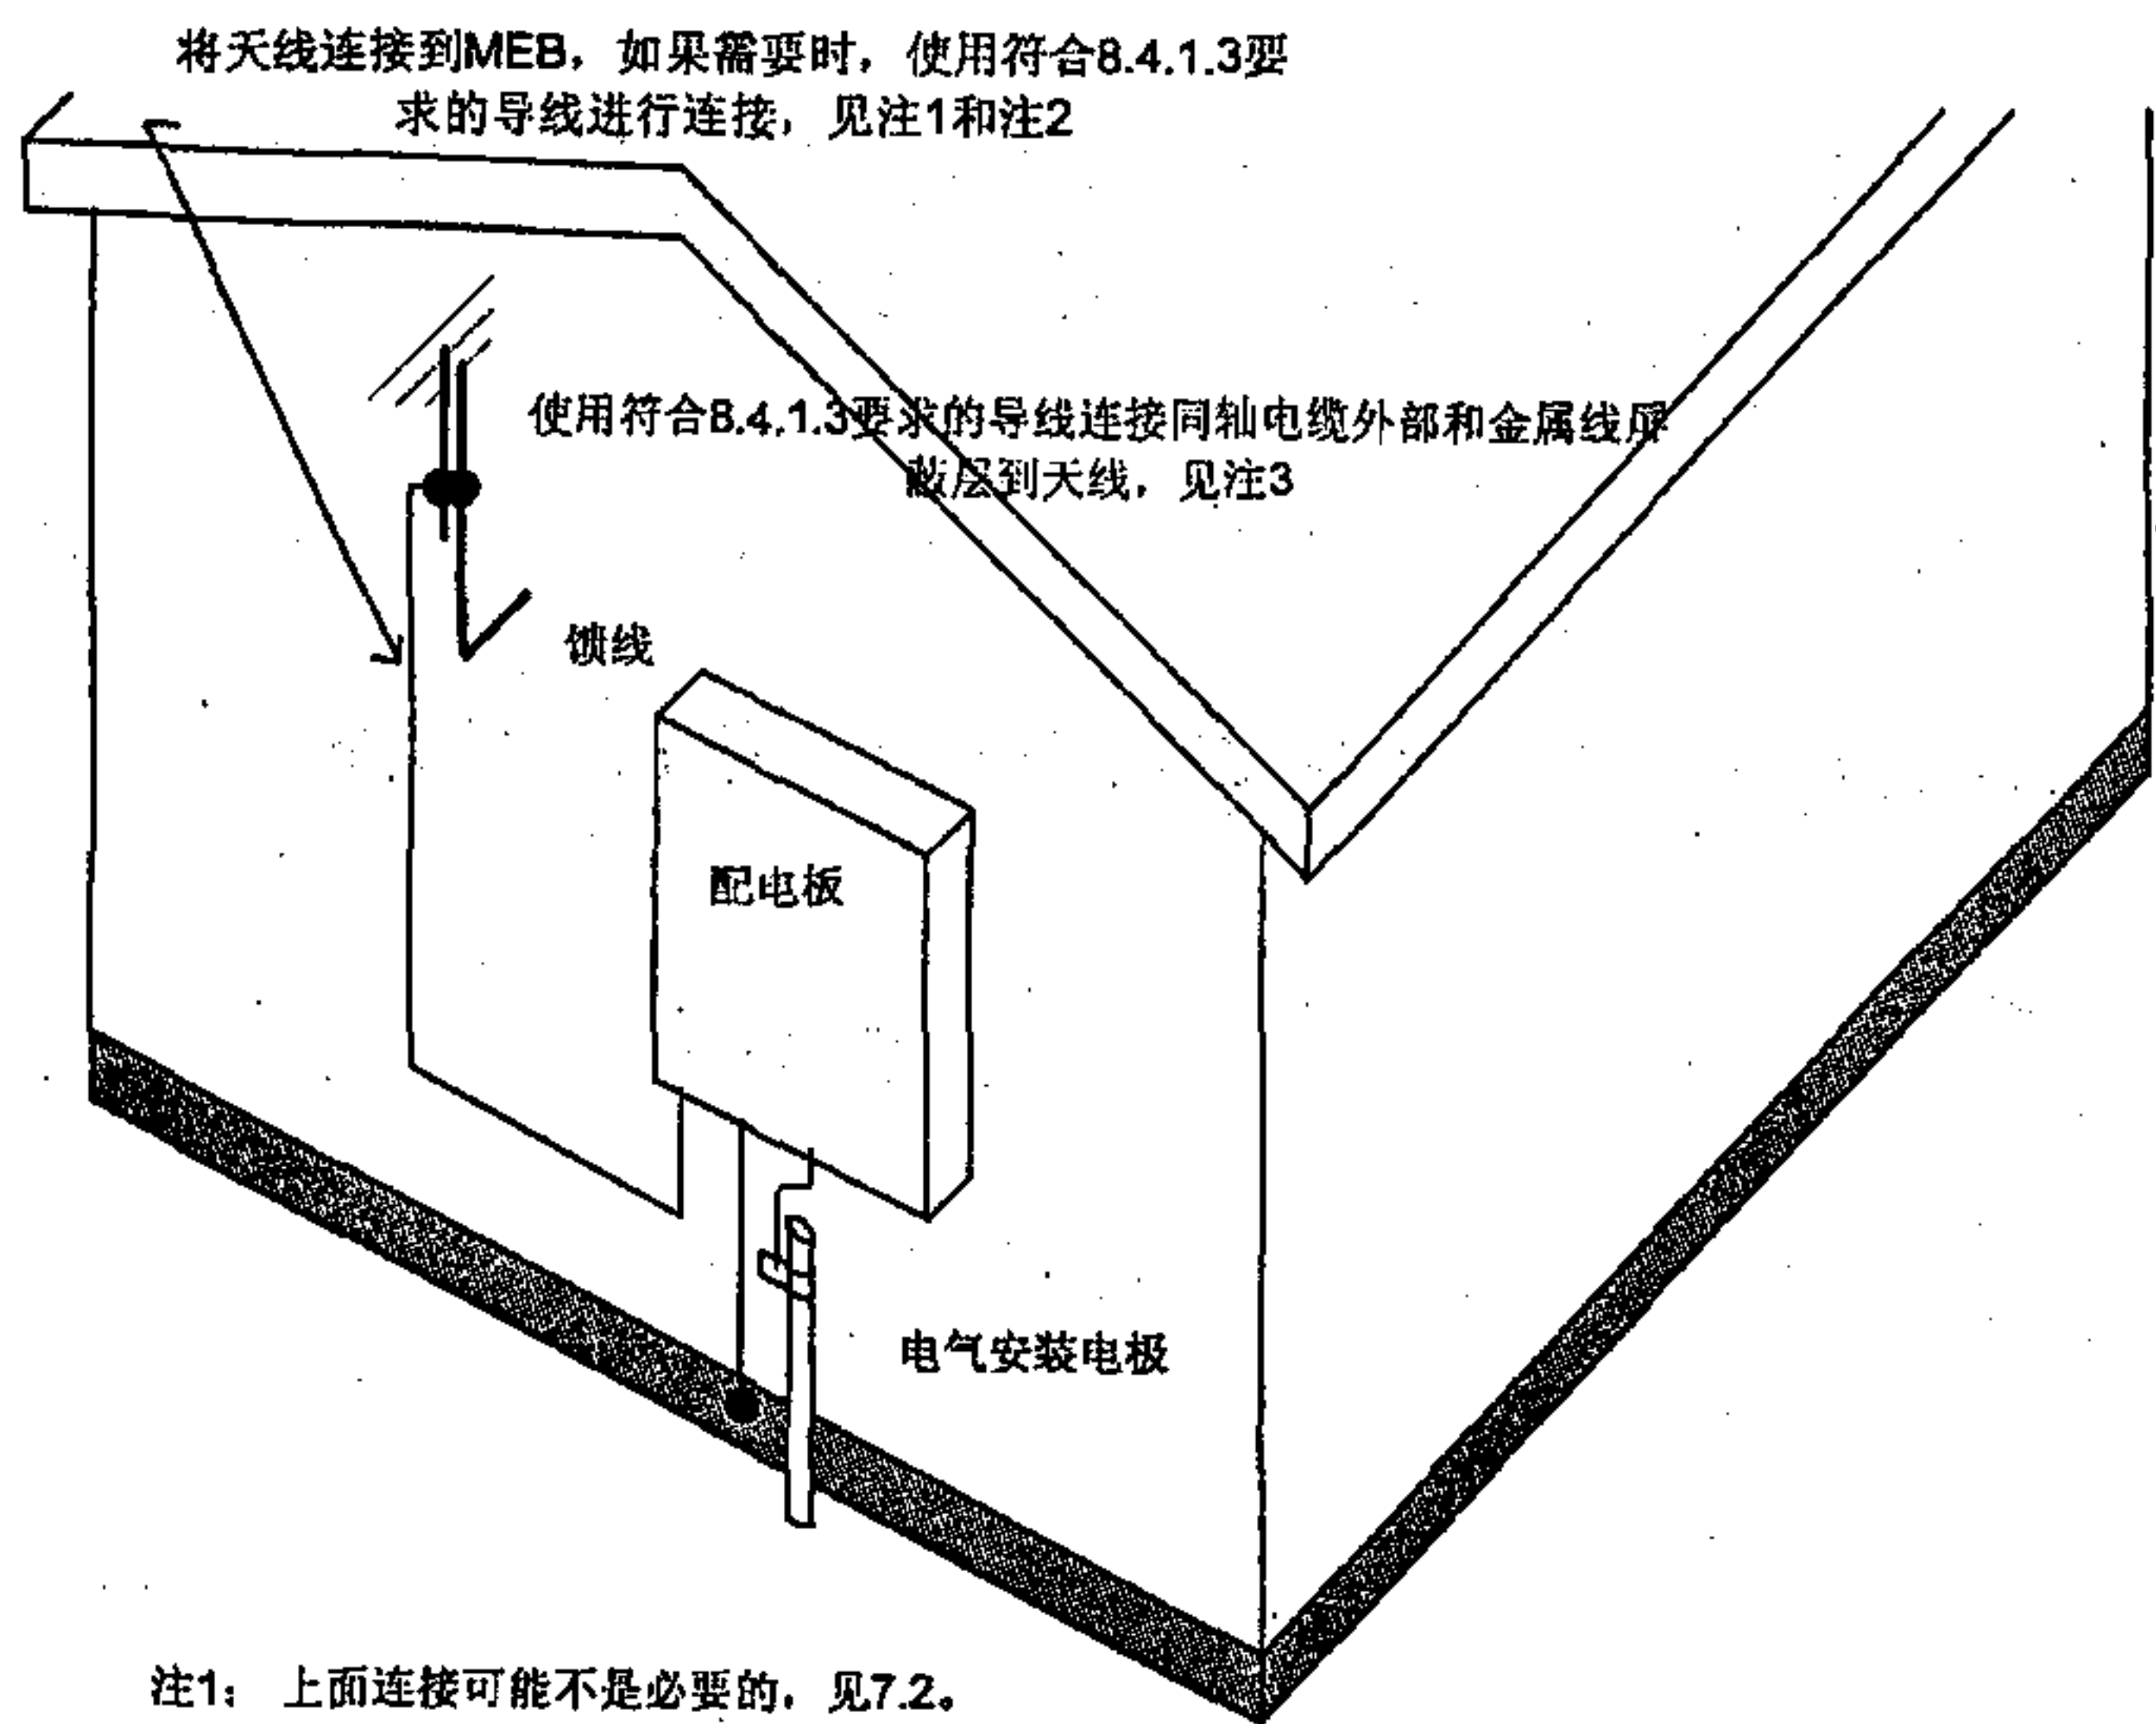 将天线连接到MEB，如果需要时，使用符合8.4.1.3要
求的导线进行连接，见注1和注2
使用符合8.4.1.3要求的导线连接同轴电缆外部和金属线屏
蔽层到天线，见注3
馈线
配电板
电气安装电极
注1： 上面连接可能不是必要的，见7.2。